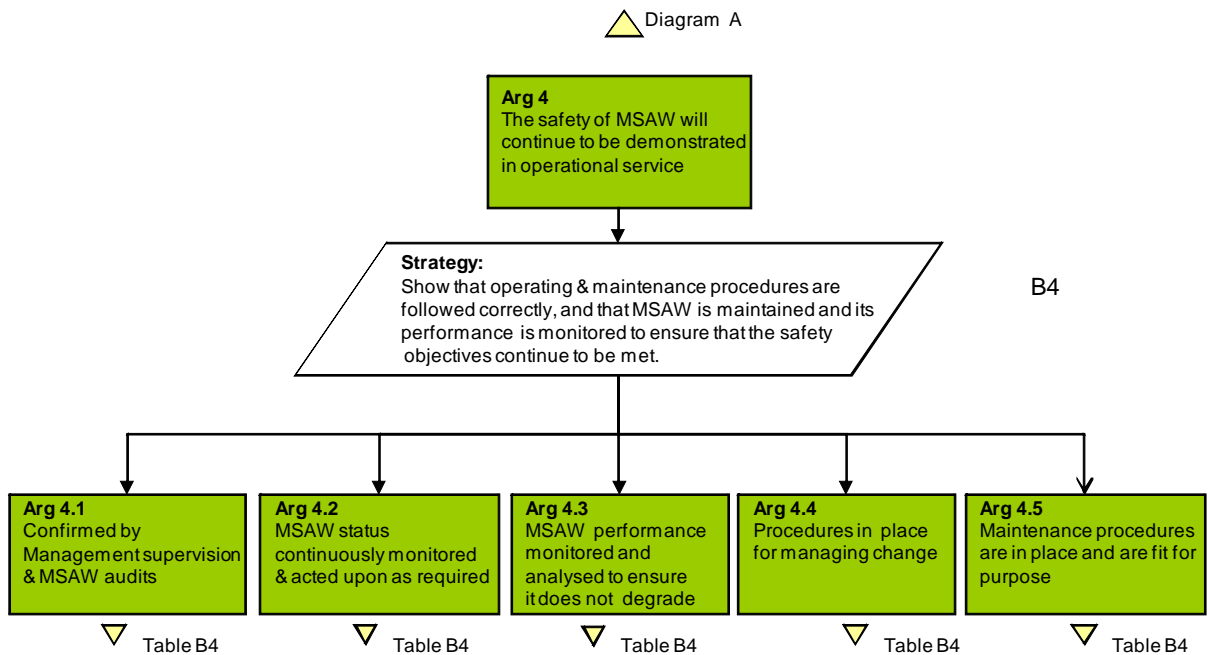 Diagram A
Arg 4
The safety of MSAW will
continue to be demonstrated
in operational service
Strategy:
Show that operating & maintenance procedures are
followed correctly, and that MSAW is maintained and its
performance is monitored to ensure that the safety
objectives continue to be met.
B4
Arg 4.1
Confirmed by
Management supervision
& MSAW audits
Arg 4.2
MSAW status
continuously monitored
& acted upon as required
Arg 4.3
MSAW performance
monitored and
analysed to ensure
it does not degrade
Arg 4.4
Procedures in place
for managing change
Arg 4.5
Maintenance procedures
are in place and are fit for
purpose
Table B4
Table B4
Table B4
Table B4
Table B4